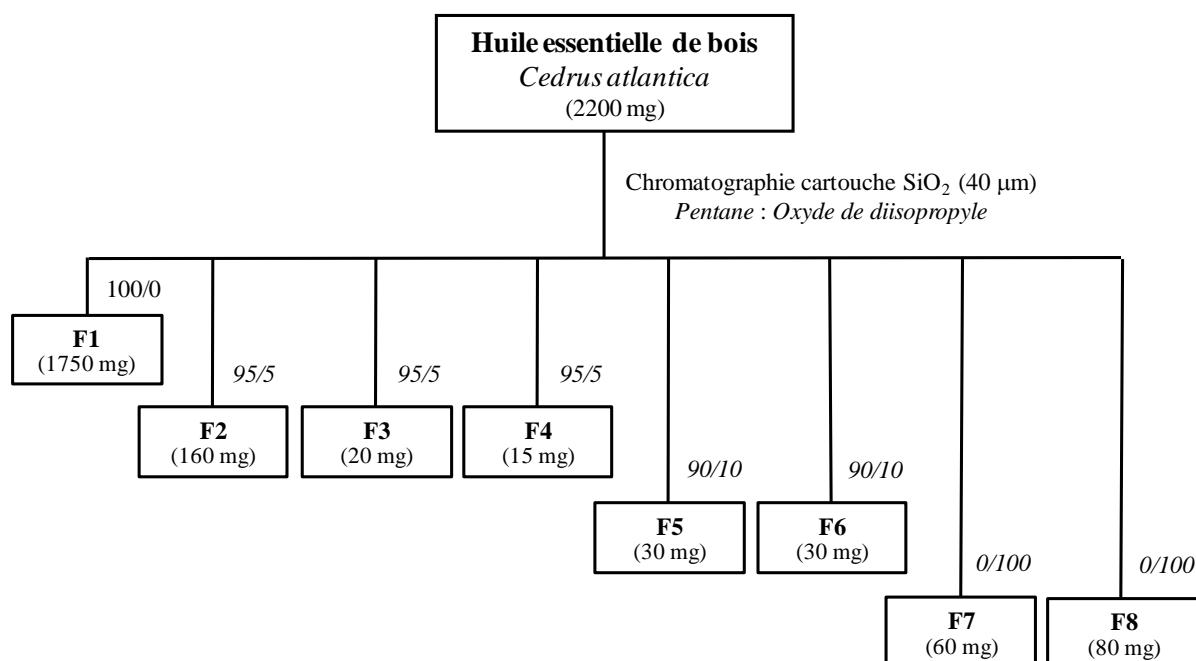 Huile essentielle de bois
Cedrus atlantica
(2200 mg)
Chromatographie cartouche SiO₂ (40 μm)
Pentane : Oxyde de diisopropyle
100/0
F1
(1750 mg)
95/5
95/5
95/5
F2
(160 mg)
F3
(20 mg)
F4
(15 mg)
90/10
90/10
F5
(30 mg)
F6
(30 mg)
0/100
0/100
F7
(60 mg)
F8
(80 mg)